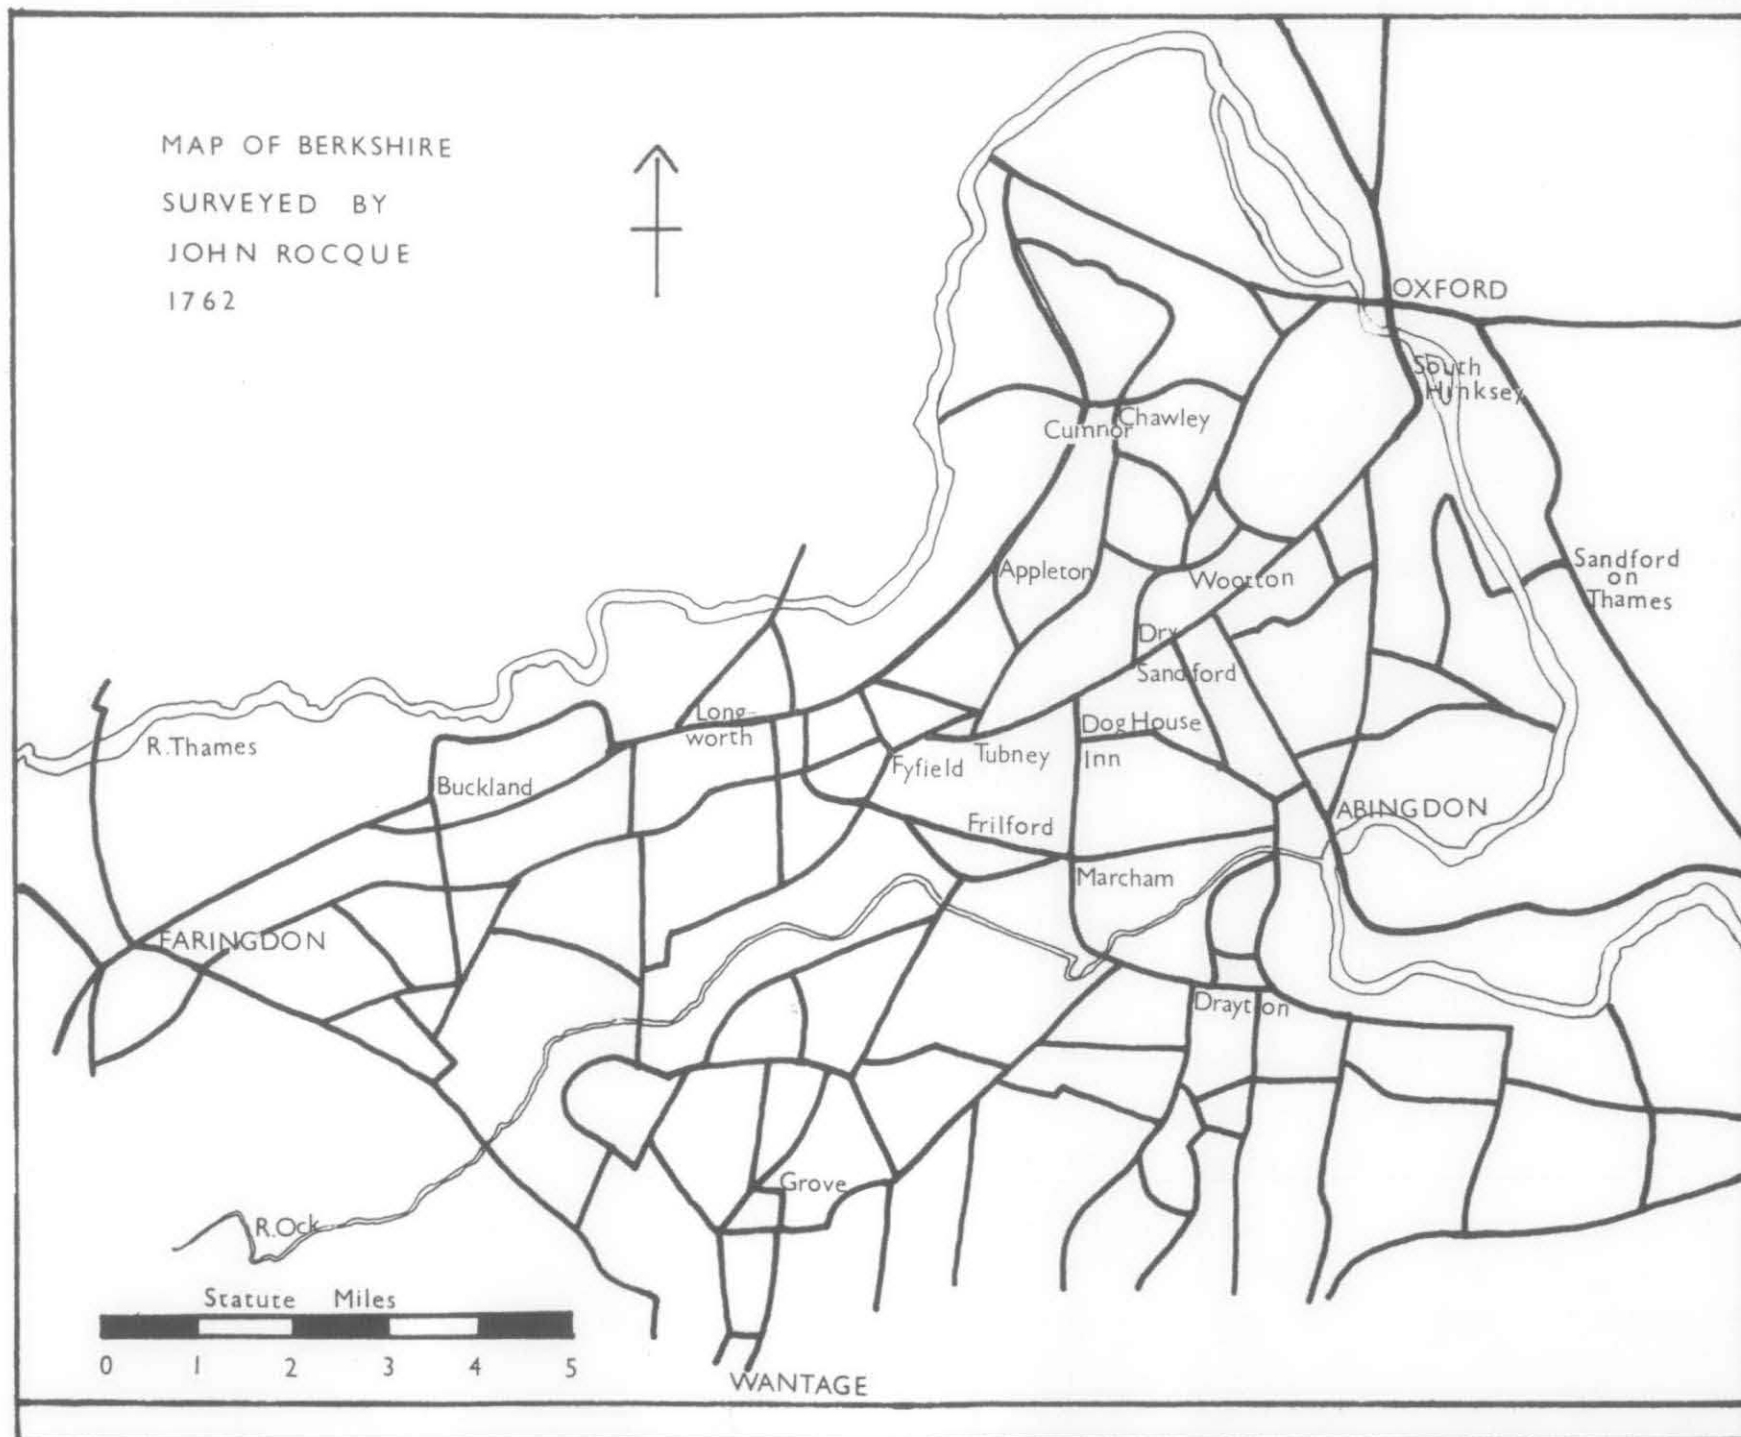 MAP OF BERKSHIRE
SURVEYED BY
JOHN ROCQUE
1762
OXFORD
South
Hinksey
Chawley
Cumnor
Sandford
on
Thames
Appleton
Wootton
Dry
Sandford
Long-
worth
Dog House
Inn
R. Thames
Tubney
Fyfield
Buckland
ABINGDON
Frilford
Marcham
FARINGDON
Drayton
Grove
R. Ock
Statute Miles
0 1 2 3 4 5
WANTAGE